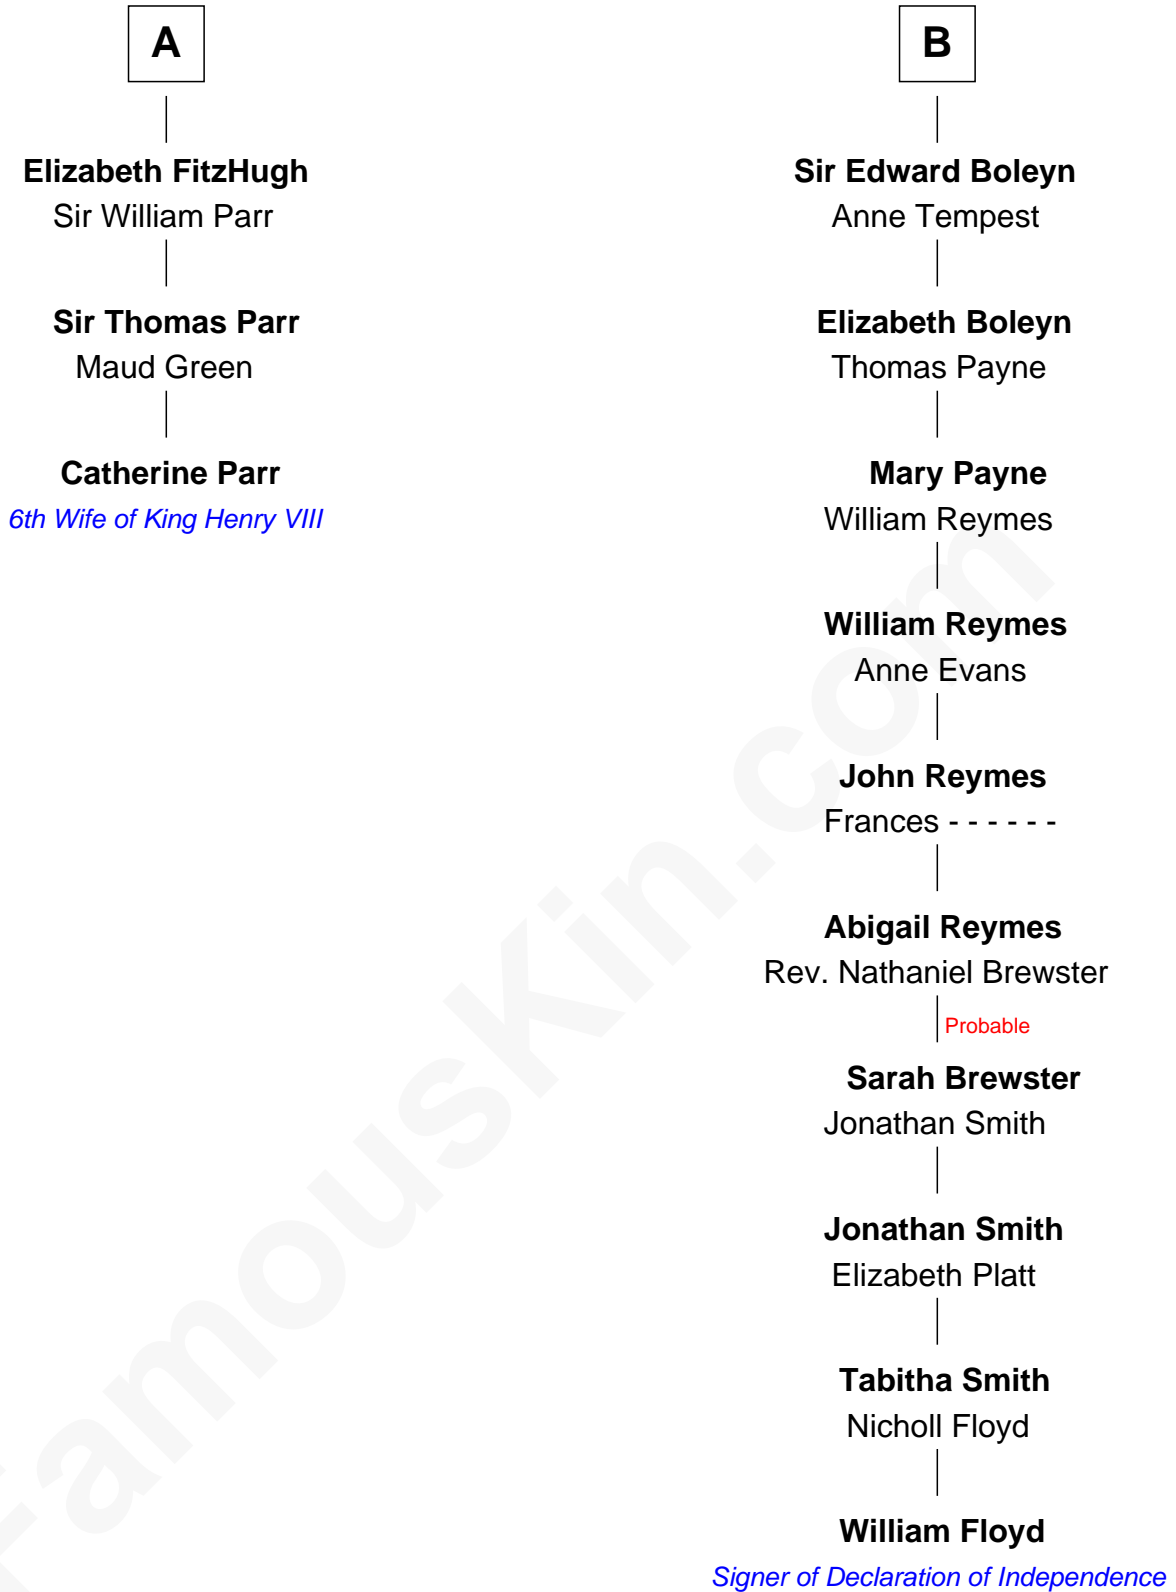 A
Elizabeth FitzHugh
Sir William Parr
Sir Thomas Parr
Maud Green
Catherine Parr
6th Wife of King Henry VIII
B
Sir Edward Boleyn
Anne Tempest
Elizabeth Boleyn
Thomas Payne
Mary Payne
William Reymes
William Reymes
Anne Evans
John Reymes
Frances - - - - - -
Abigail Reymes
Rev. Nathaniel Brewster
Probable
Sarah Brewster
Jonathan Smith
Jonathan Smith
Elizabeth Platt
Tabitha Smith
Nicholl Floyd
William Floyd
Signer of Declaration of Independence
FamousKin.com